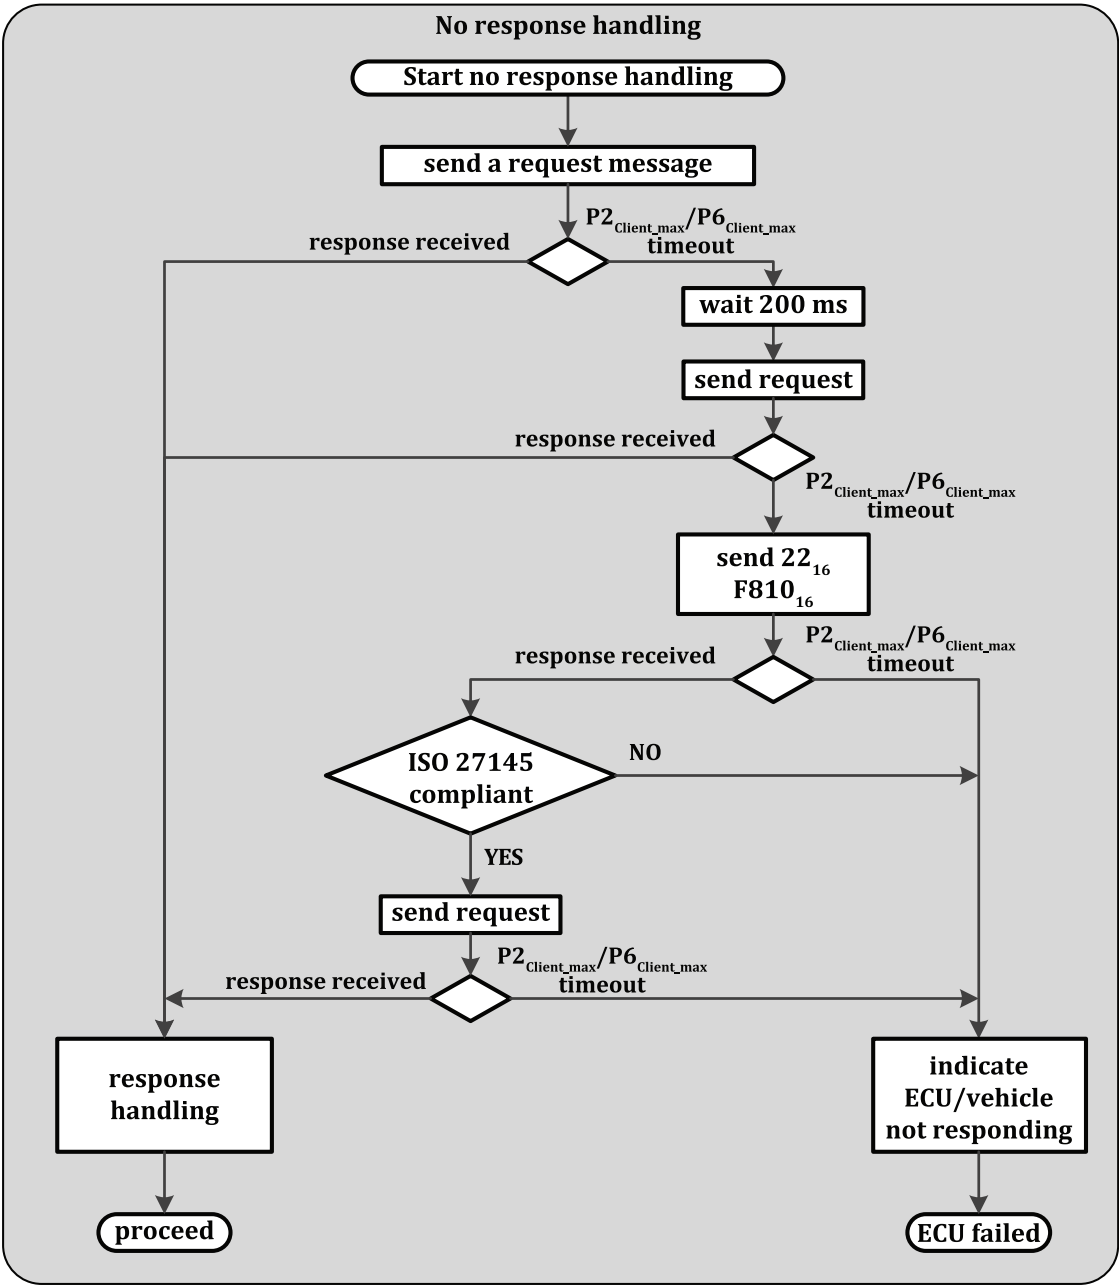 No response handling
Start no response handling
send a request message
P2Client_max/P6Client_max
response received
timeout
wait 200 ms
send request
response received
P2Client_max/P6Client_max
timeout
send 2216
F81016
P2Client_max/P6Client_max
response received
timeout
ISO 27145
compliant
NO
YES
send request
P2Client_max/P6Client_max
response received
timeout
response
handling
indicate
ECU/vehicle
not responding
proceed
ECU failed